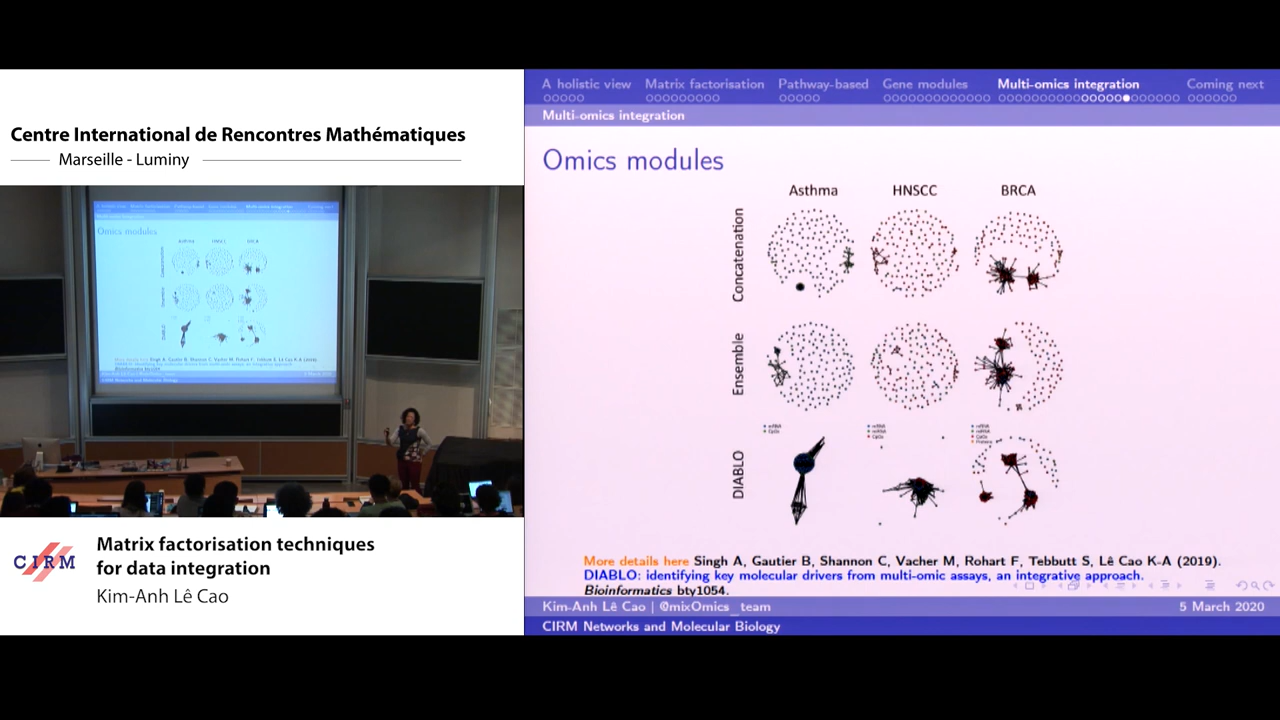 Centre International de Rencontres Mathématiques
Marseille - Luminy
CIRM
Matrix factorisation techniques
for data integration
Kim-Anh Lê Cao
A holistic view Matrix factorisation Pathway-based Gene modules Multi-omics integration Coming next
Multi-omics integration
Omics modules
Asthma HNSCC BRCA
Concatenation
Ensemble
DIABLO
More details here Singh A, Gautier B, Shannon C, Vacher M, Rohart F, Tebbutt S, Lê Cao K-A (2019).
DIABLO: identifying key molecular drivers from multi-omic assays, an integrative approach.
Bioinformatics bty1054.
Kim-Anh Lê Cao | @mixOmics_team 5 March 2020
CIRM Networks and Molecular Biology